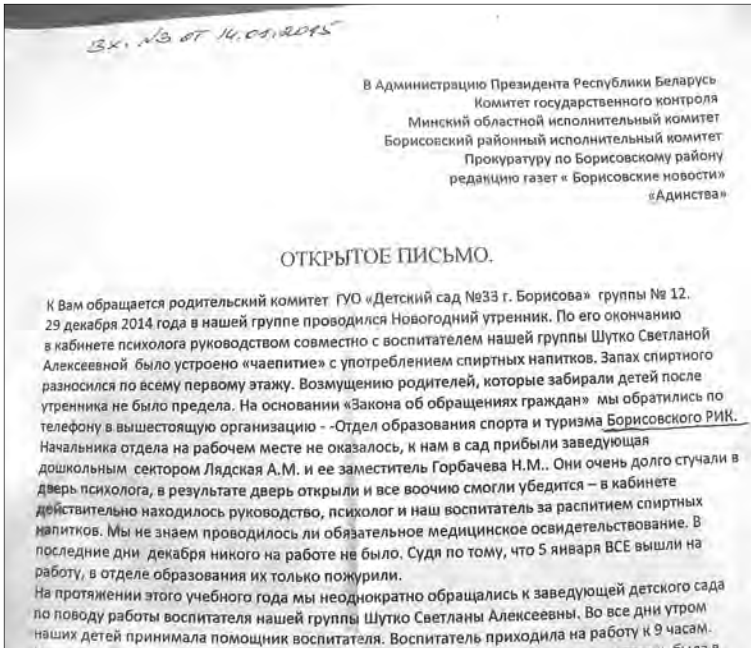 Вх. №3 от 14.01.2015
В Администрацию Президента Республики Беларусь
Комитет государственного контроля
Минский областной исполнительный комитет
Борисовский районный исполнительный комитет
Прокуратуру по Борисовскому району
редакцию газет « Борисовские новости»
«Адинства»
ОТКРЫТОЕ ПИСЬМО.
К Вам обращается родительский комитет ГУО «Детский сад №33 г. Борисова» группы № 12.
29 декабря 2014 года в нашей группе проводился Новогодний утренник. По его окончанию
в кабинете психолога руководством совместно с воспитателем нашей группы Шутко Светланой
Алексеевной было устроено «чаепитие» с употреблением спиртных напитков. Запах спиртного
разносился по всему первому этажу. Возмущению родителей, которые забирали детей после
утренника не было предела. На основании «Закона об обращениях граждан» мы обратились по
телефону в вышестоящую организацию - -Отдел образования спорта и туризма Борисовского РИК.
Начальника отдела на рабочем месте не оказалось, к нам в сад прибыли заведующая
дошкольным сектором Лядская А.М. и ее заместитель Горбачева Н.М.. Они очень долго стучали в
дверь психолога, в результате дверь открыли и все воочию смогли убедится – в кабинете
действительно находилось руководство, психолог и наш воспитатель за распитием спиртных
напитков. Мы не знаем проводилось ли обязательное медицинское освидетельствование. В
последние дни декабря никого на работе не было. Судя по тому, что 5 января ВСЕ вышли на
работу, в отделе образования их только пожурили.
На протяжении этого учебного года мы неоднократно обращались к заведующей детского сада
по поводу работы воспитателя нашей группы Шутко Светланы Алексеевны. Во все дни утром
наших детей принимала помощник воспитателя. Воспитатель приходила на работу к 9 часам.